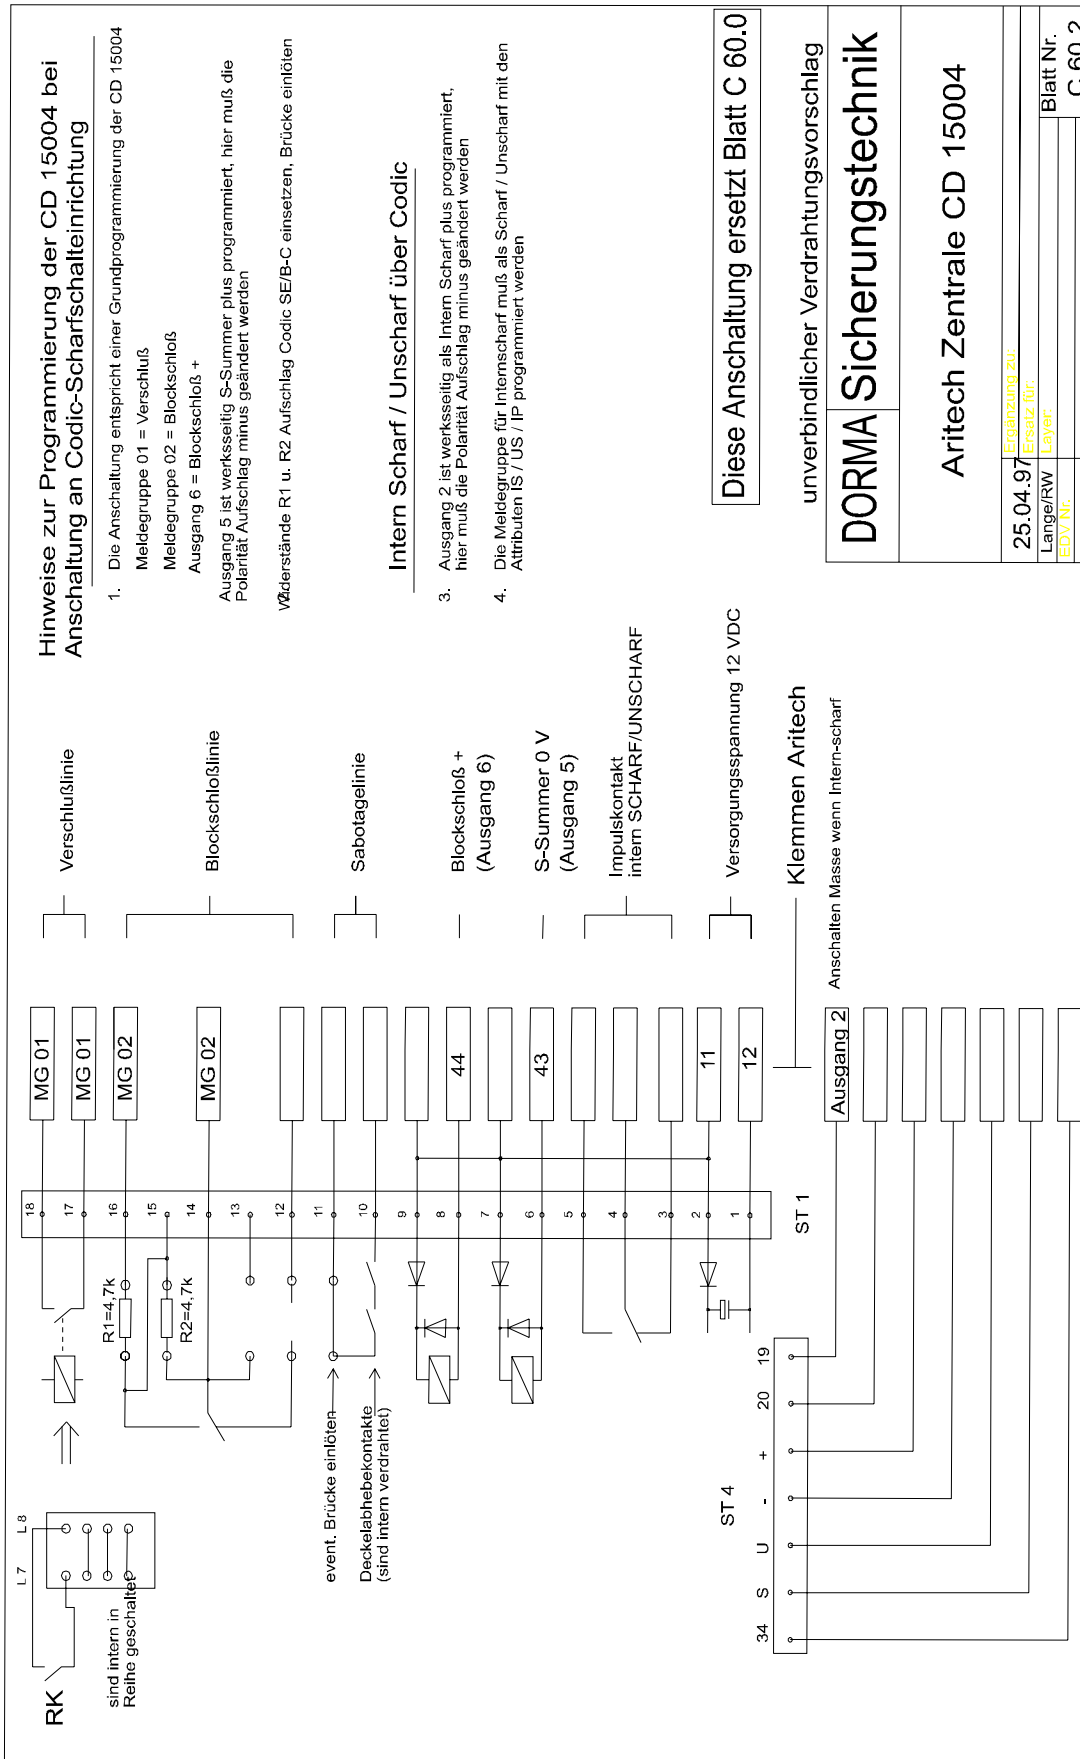 Hinweise zur Programierung der CD 15004 bei
Anschaltung an Codic-Scharfschalteinrichtung
1. Die Anschaltung entspricht einer Grundprogrammierung der CD 15004
Meldegruppe 01 = Verschluß
Meldegruppe 02 = Blockschloß
Ausgang 6 = Blockschloß +
Ausgang 5 ist werksseitig S-Summer plus programmiert, hier muß die
Polarität Aufschlag minus geändert werden
2.
Widerstände R1 u. R2 Aufschlag Codic SE/B-C einsetzen, Brücke einlöten
Intern Scharf / Unscharf über Codic
3. Ausgang 2 ist werkseitig als Intern Scharf plus programmiert,
hier muß die Polarität Aufschlag minus geändert werden
4. Die Meldegruppe für Internscharf muß als Scharf / Unscharf mit den
Attributen IS / US / IP programmiert werden
Diese Anschaltung ersetzt Blatt C 60.0
unverbindlicher Verdrahtungsvorschlag
DORMA Sicherungstechnik
Aritech Zentrale CD 15004
25.04.97
Ergänzung zu:
Ersatz für:
Lange/RW
Layer:
EDV Nr.
Blatt Nr.
C 60.2
Verschlußlinie
Blockschloßlinie
Sabotagelinie
Blockschloß +
(Ausgang 6)
S-Summer 0 V
(Ausgang 5)
Impulskontakt
intern SCHARF/UNSCHARF
Versorgungsspannung 12 VDC
Klemmen Aritech
Anschalten Masse wenn Intern-scharf
MG 01
MG 01
MG 02
MG 02
44
43
11
12
Ausgang 2
18
17
16
15
14
13
12
11
10
9
8
7
6
5
4
3
2
1
ST 1
R1=4,7k
R2=4,7k
event. Brücke einlöten
Deckelabhebekontakte
(sind intern verdrahtet)
L 7
L 8
RK
sind intern in
Reihe geschaltet
ST 4
34
S
U
-
+
20
19